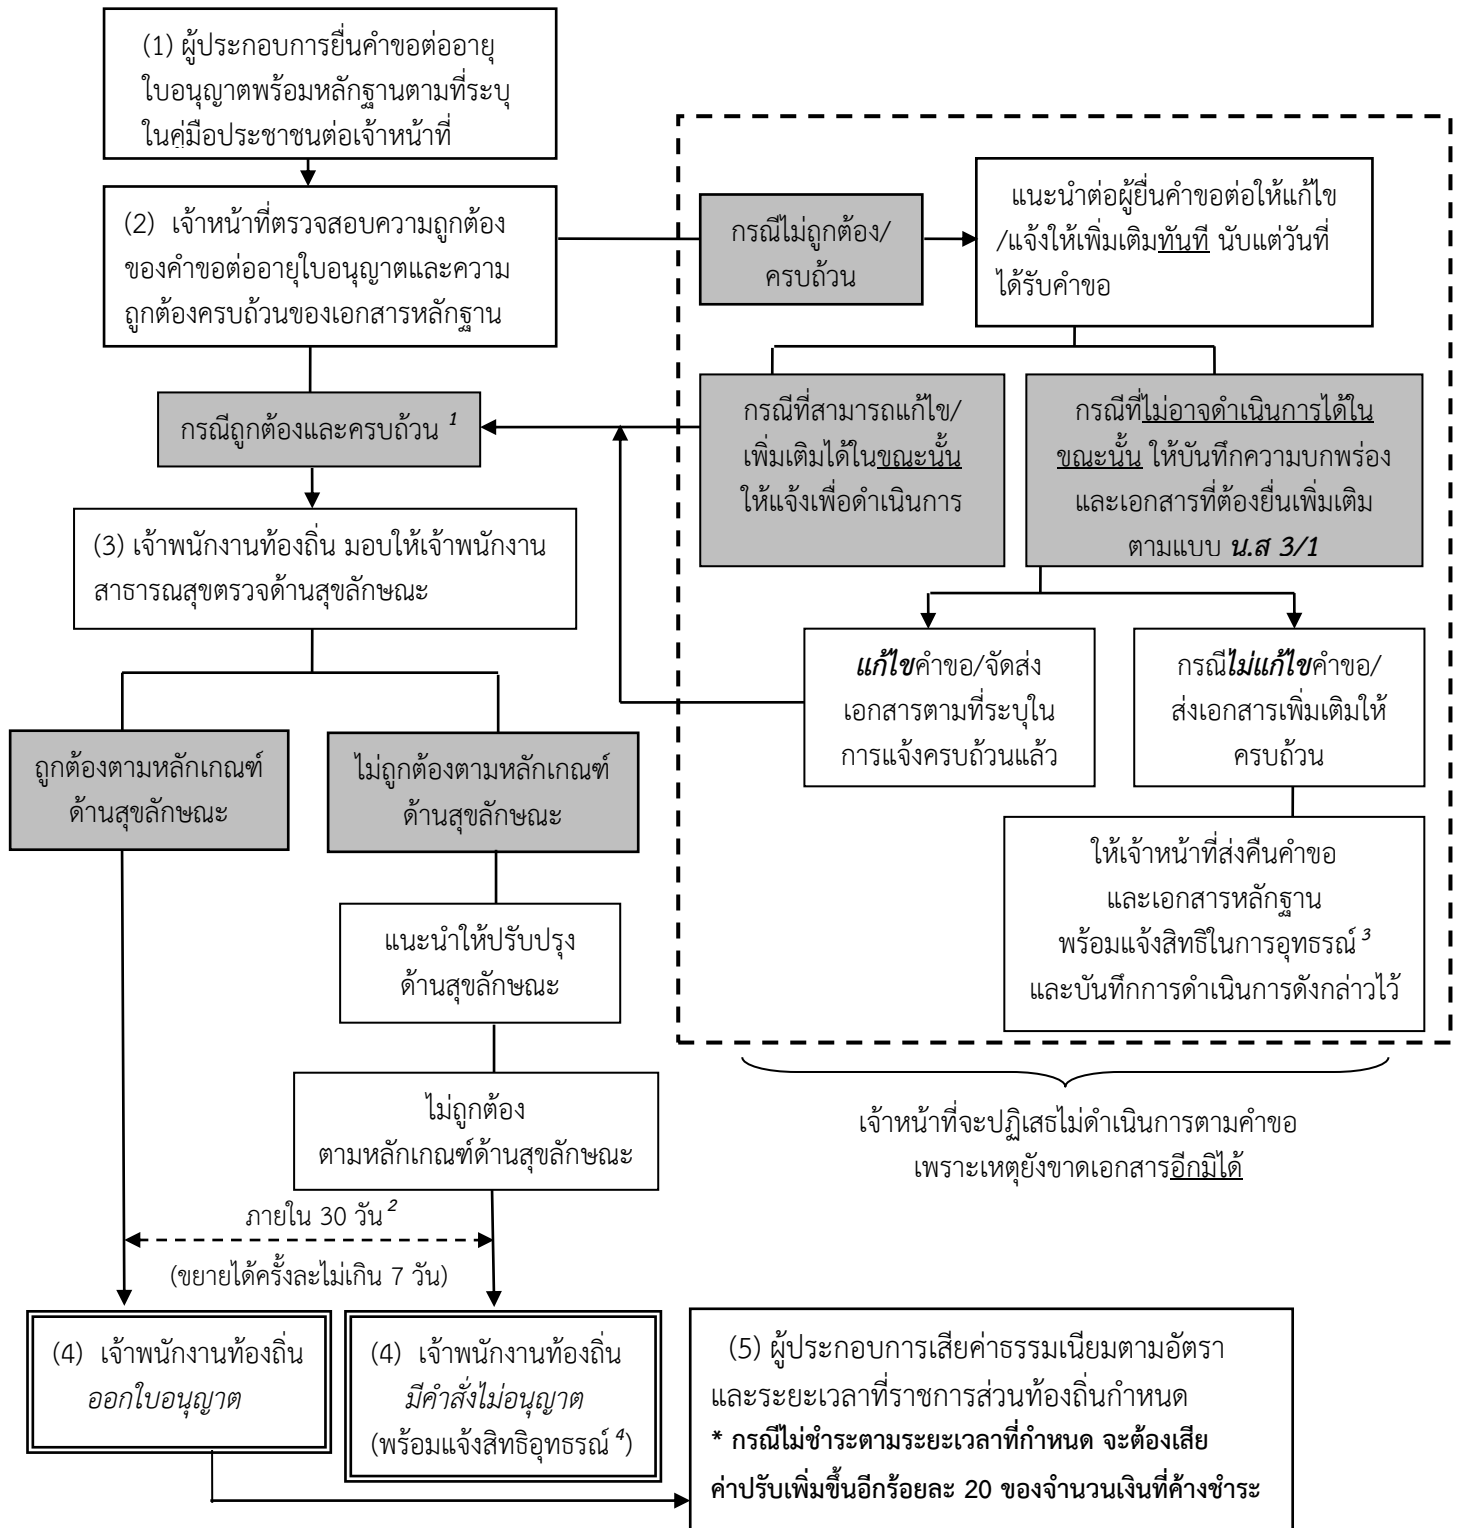 (1) ผู้ประกอบการยื่นคำขอต่ออายุ
ใบอนุญาตพร้อมหลักฐานตามที่ระบุ
ในคู่มือประชาชนต่อเจ้าหน้าที่
(2) เจ้าหน้าที่ตรวจสอบความถูกต้อง
ของคำขอต่ออายุใบอนุญาตและความ
ถูกต้องครบถ้วนของเอกสารหลักฐาน
กรณีไม่ถูกต้อง/
ครบถ้วน
แนะนำต่อผู้ยื่นคำขอต่อให้แก้ไข
/แจ้งให้เพิ่มเติมทันที นับแต่วันที่
ได้รับคำขอ
กรณีถูกต้องและครบถ้วน 1
กรณีที่สามารถแก้ไข/
เพิ่มเติมได้ในขณะนั้น
ให้แจ้งเพื่อดำเนินการ
กรณีที่ไม่อาจดำเนินการได้ใน
ขณะนั้น ให้บันทึกความบกพร่อง
และเอกสารที่ต้องยื่นเพิ่มเติม
ตามแบบ น.ส 3/1
(3) เจ้าพนักงานท้องถิ่น มอบให้เจ้าพนักงาน
สาธารณสุขตรวจด้านสุขลักษณะ
แก้ไขคำขอ/จัดส่ง
เอกสารตามที่ระบุใน
การแจ้งครบถ้วนแล้ว
กรณีไม่แก้ไขคำขอ/
ส่งเอกสารเพิ่มเติมให้
ครบถ้วน
ถูกต้องตามหลักเกณฑ์
ด้านสุขลักษณะ
ไม่ถูกต้องตามหลักเกณฑ์
ด้านสุขลักษณะ
ให้เจ้าหน้าที่ส่งคืนคำขอ
และเอกสารหลักฐาน
พร้อมแจ้งสิทธิในการอุทธรณ์ 3
และบันทึกการดำเนินการดังกล่าวไว้
แนะนำให้ปรับปรุง
ด้านสุขลักษณะ
ไม่ถูกต้อง
ตามหลักเกณฑ์ด้านสุขลักษณะ
เจ้าหน้าที่จะปฏิเสธไม่ดำเนินการตามคำขอ
เพราะเหตุยังขาดเอกสารอีกมิได้
ภายใน 30 วัน 2
(ขยายได้ครั้งละไม่เกิน 7 วัน)
(4) เจ้าพนักงานท้องถิ่น
ออกใบอนุญาต
(4) เจ้าพนักงานท้องถิ่น
มีคำสั่งไม่อนุญาต
(พร้อมแจ้งสิทธิอุทธรณ์ 4)
(5) ผู้ประกอบการเสียค่าธรรมเนียมตามอัตรา
และระยะเวลาที่ราชการส่วนท้องถิ่นกำหนด
* กรณีไม่ชำระตามระยะเวลาที่กำหนด จะต้องเสีย
ค่าปรับเพิ่มขึ้นอีกร้อยละ 20 ของจำนวนเงินที่ค้างชำระ